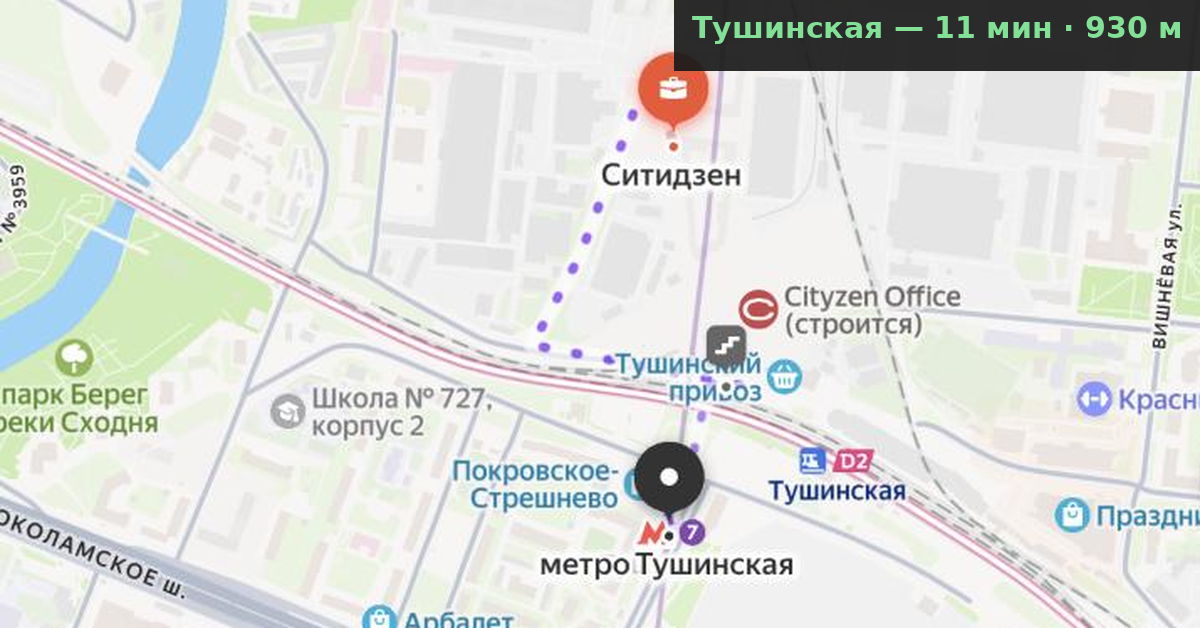 Тушинская — 11 мин · 930 м
Ситидзен
№ 3959
ВИШНЁВАЯ ул.
Cityzen Office
(строится)
Тушинский
привоз
парк Берег
реки Сходня
Школа № 727,
корпус 2
Покровское-
Стрешнево
D2
Тушинская
7
метро Тушинская
ОКОЛАМСКОЕ ш.
Арбалет
Красн
Праздни